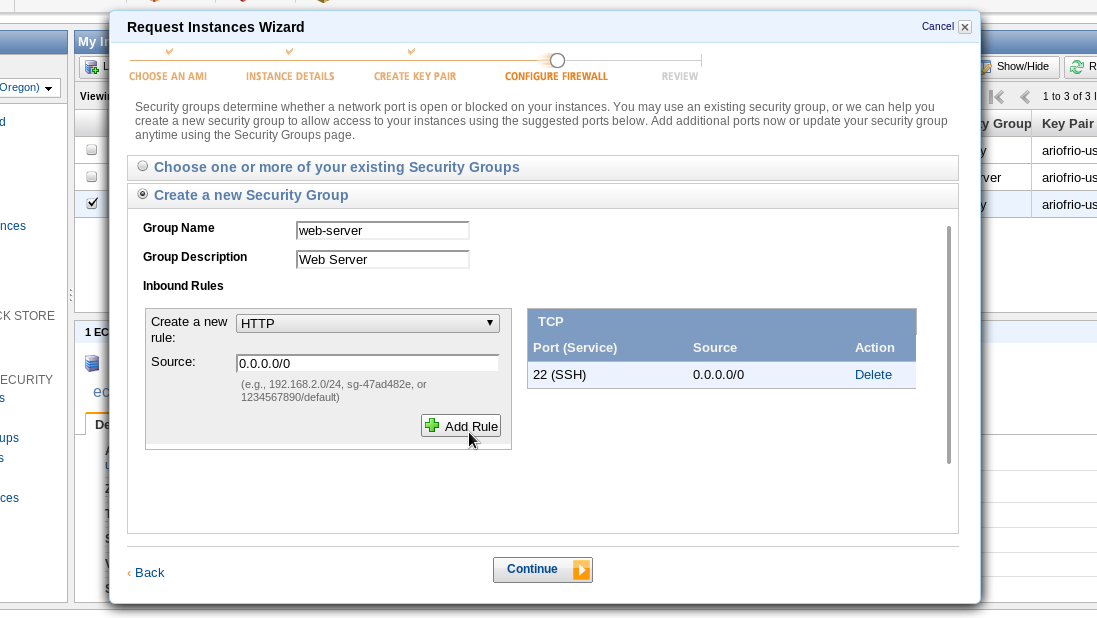 Request Instances Wizard
Cancel
CHOOSE AN AMI
INSTANCE DETAILS
CREATE KEY PAIR
CONFIGURE FIREWALL
REVIEW
Security groups determine whether a network port is open or blocked on your instances. You may use an existing security group, or we can help you
create a new security group to allow access to your instances using the suggested ports below. Add additional ports now or update your security group
anytime using the Security Groups page.
Choose one or more of your existing Security Groups
Create a new Security Group
Group Name
web-server
Group Description
Web Server
Inbound Rules
Create a new
rule:
HTTP
Source:
0.0.0.0/0
(e.g., 192.168.2.0/24, sg-47ad482e, or
1234567890/default)
Add Rule
TCP
Port (Service) Source Action
22 (SSH) 0.0.0.0/0 Delete
‹ Back
Continue
My In
Oregon)
Show/Hide
1 to 3 of 3 I
y Group
Key Pair
y
ariofrio-us
ver
ariofrio-us
y
ariofrio-us
d
nces
CK STORE
ECURITY
s
ups
s
ces
L
Viewin
1 EC
ec
De
R